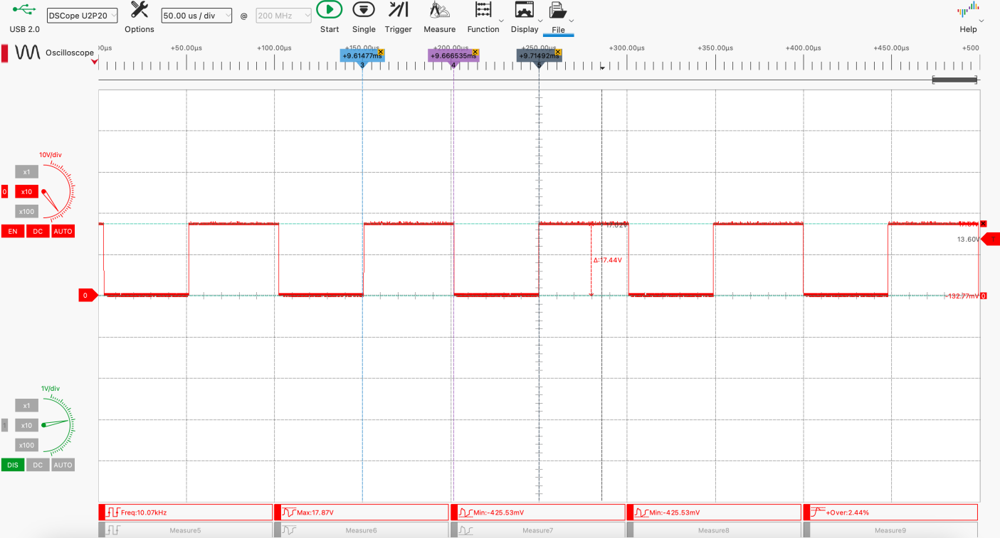 DSCope U2P20
50.00 us / div
@
200 MHz
USB 2.0
Options
Start
Single
Trigger
Measure
Function
Display
File
Help
Oscilloscope
+50.00µs
+100.00µs
+150.00µs
+200.00µs
+250.00µs
+300.00µs
+350.00µs
+400.00µs
+450.00µs
+500
+9.61477ms
+9.666535ms
+9.71492ms
3
4
5
10V/div
x1
0
x10
x100
EN
DC
AUTO
17.62V
13.60V
T
Δ:17.44V
0
-132.77mV
0
1V/div
x1
1
x10
x100
DIS
DC
AUTO
Freq:10.07kHz
Max:17.87V
Min:-425.53mV
Min:-425.53mV
+Over:2.44%
Measure5
Measure6
Measure7
Measure8
Measure9